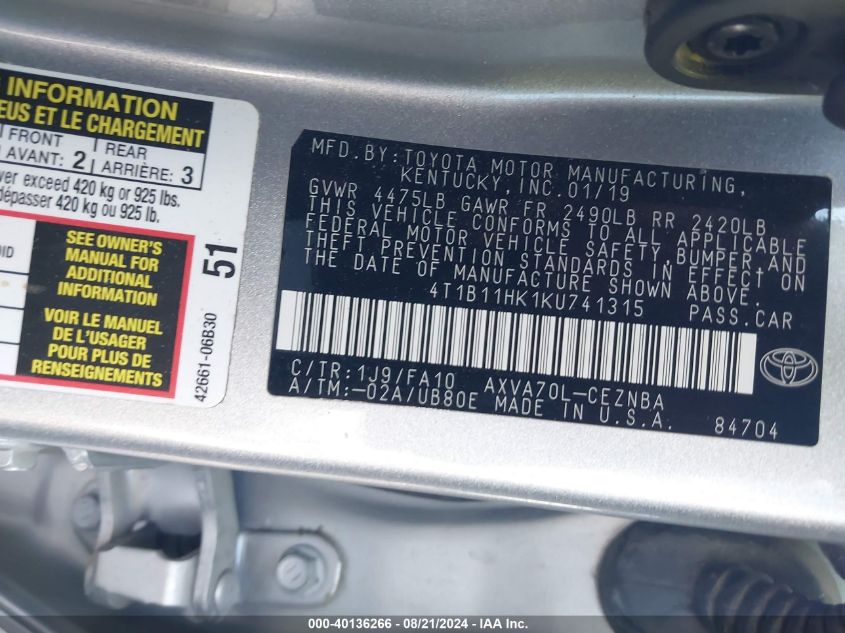 INFORMATION
EUS ET LE CHARGEMENT
FRONT
AVANT: 2
REAR
ARRIÈRE: 3
ver exceed 420 kg or 925 lbs.
dépasser 420 kg ou 925 lb.
SEE OWNER'S
MANUAL FOR
ADDITIONAL
INFORMATION
VOIR LE MANUEL
DE L'USAGER
POUR PLUS DE
RENSEIGNEMENTS
51
42661-06B30
MFD.BY:TOYOTA MOTOR MANUFACTURING,
KENTUCKY,INC.01/19
GVWR 4475LB GAWR FR 2490LB RR 2420LB
THIS VEHICLE CONFORMS TO ALL APPLICABLE
FEDERAL MOTOR VEHICLE SAFETY,BUMPER,AND
THEFT PREVENTION STANDARDS IN EFFECT ON
THE DATE OF MANUFACTURE SHOWN ABOVE.
4T1B11HK1KU741315 PASS.CAR
C/TR:1J9/FA10 AXVA70L-CEZNBA
A/TM:-02A/UB80E MADE IN U.S.A.
84704
000-40136266 - 08/21/2024 - IAA Inc.